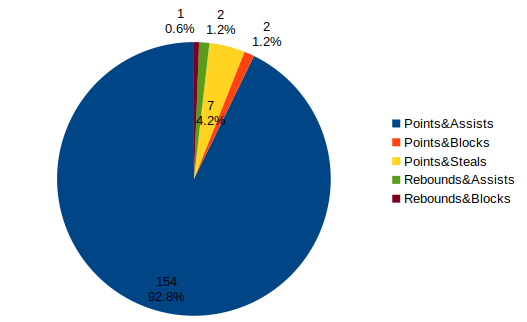 1
0.6%
2
1.2%
2
1.2%
7
4.2%
154
92.8%
Points&Assists
Points&Blocks
Points&Steals
Rebounds&Assists
Rebounds&Blocks